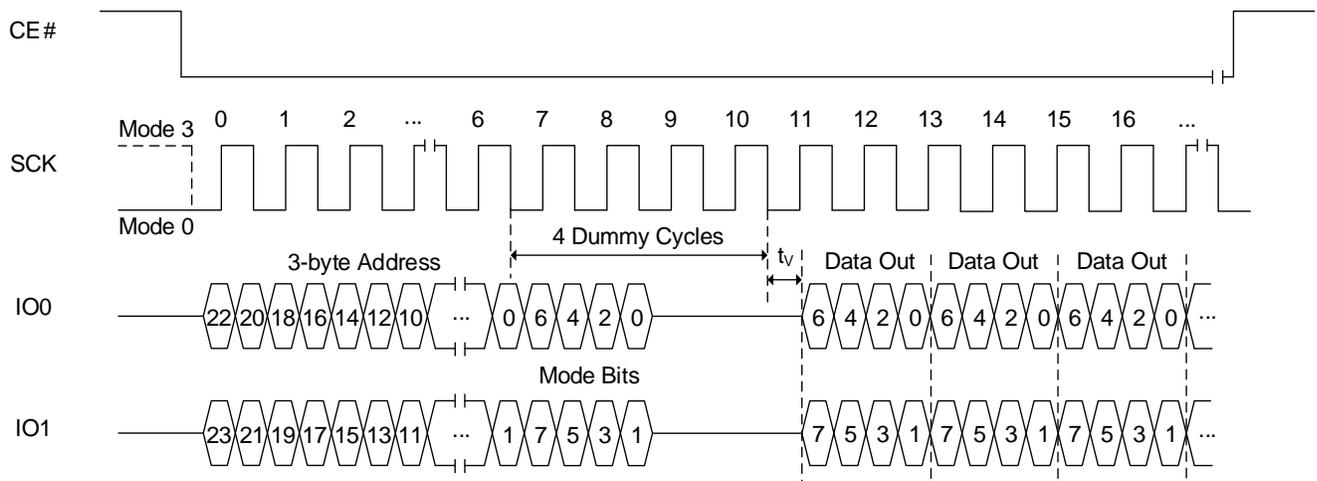 CE#
Mode 3 0 1 2 ... 6 7 8 9 10 11 12 13 14 15 16 ...
SCK
Mode 0
4 Dummy Cycles
3-byte Address tV Data Out Data Out Data Out
IO0 22 20 18 16 14 12 10 ... 0 6 4 2 0 6 4 2 0 6 4 2 0 6 4 2 0 ...
Mode Bits
IO1 23 21 19 17 15 13 11 ... 1 7 5 3 1 7 5 3 1 7 5 3 1 7 5 3 1 ...